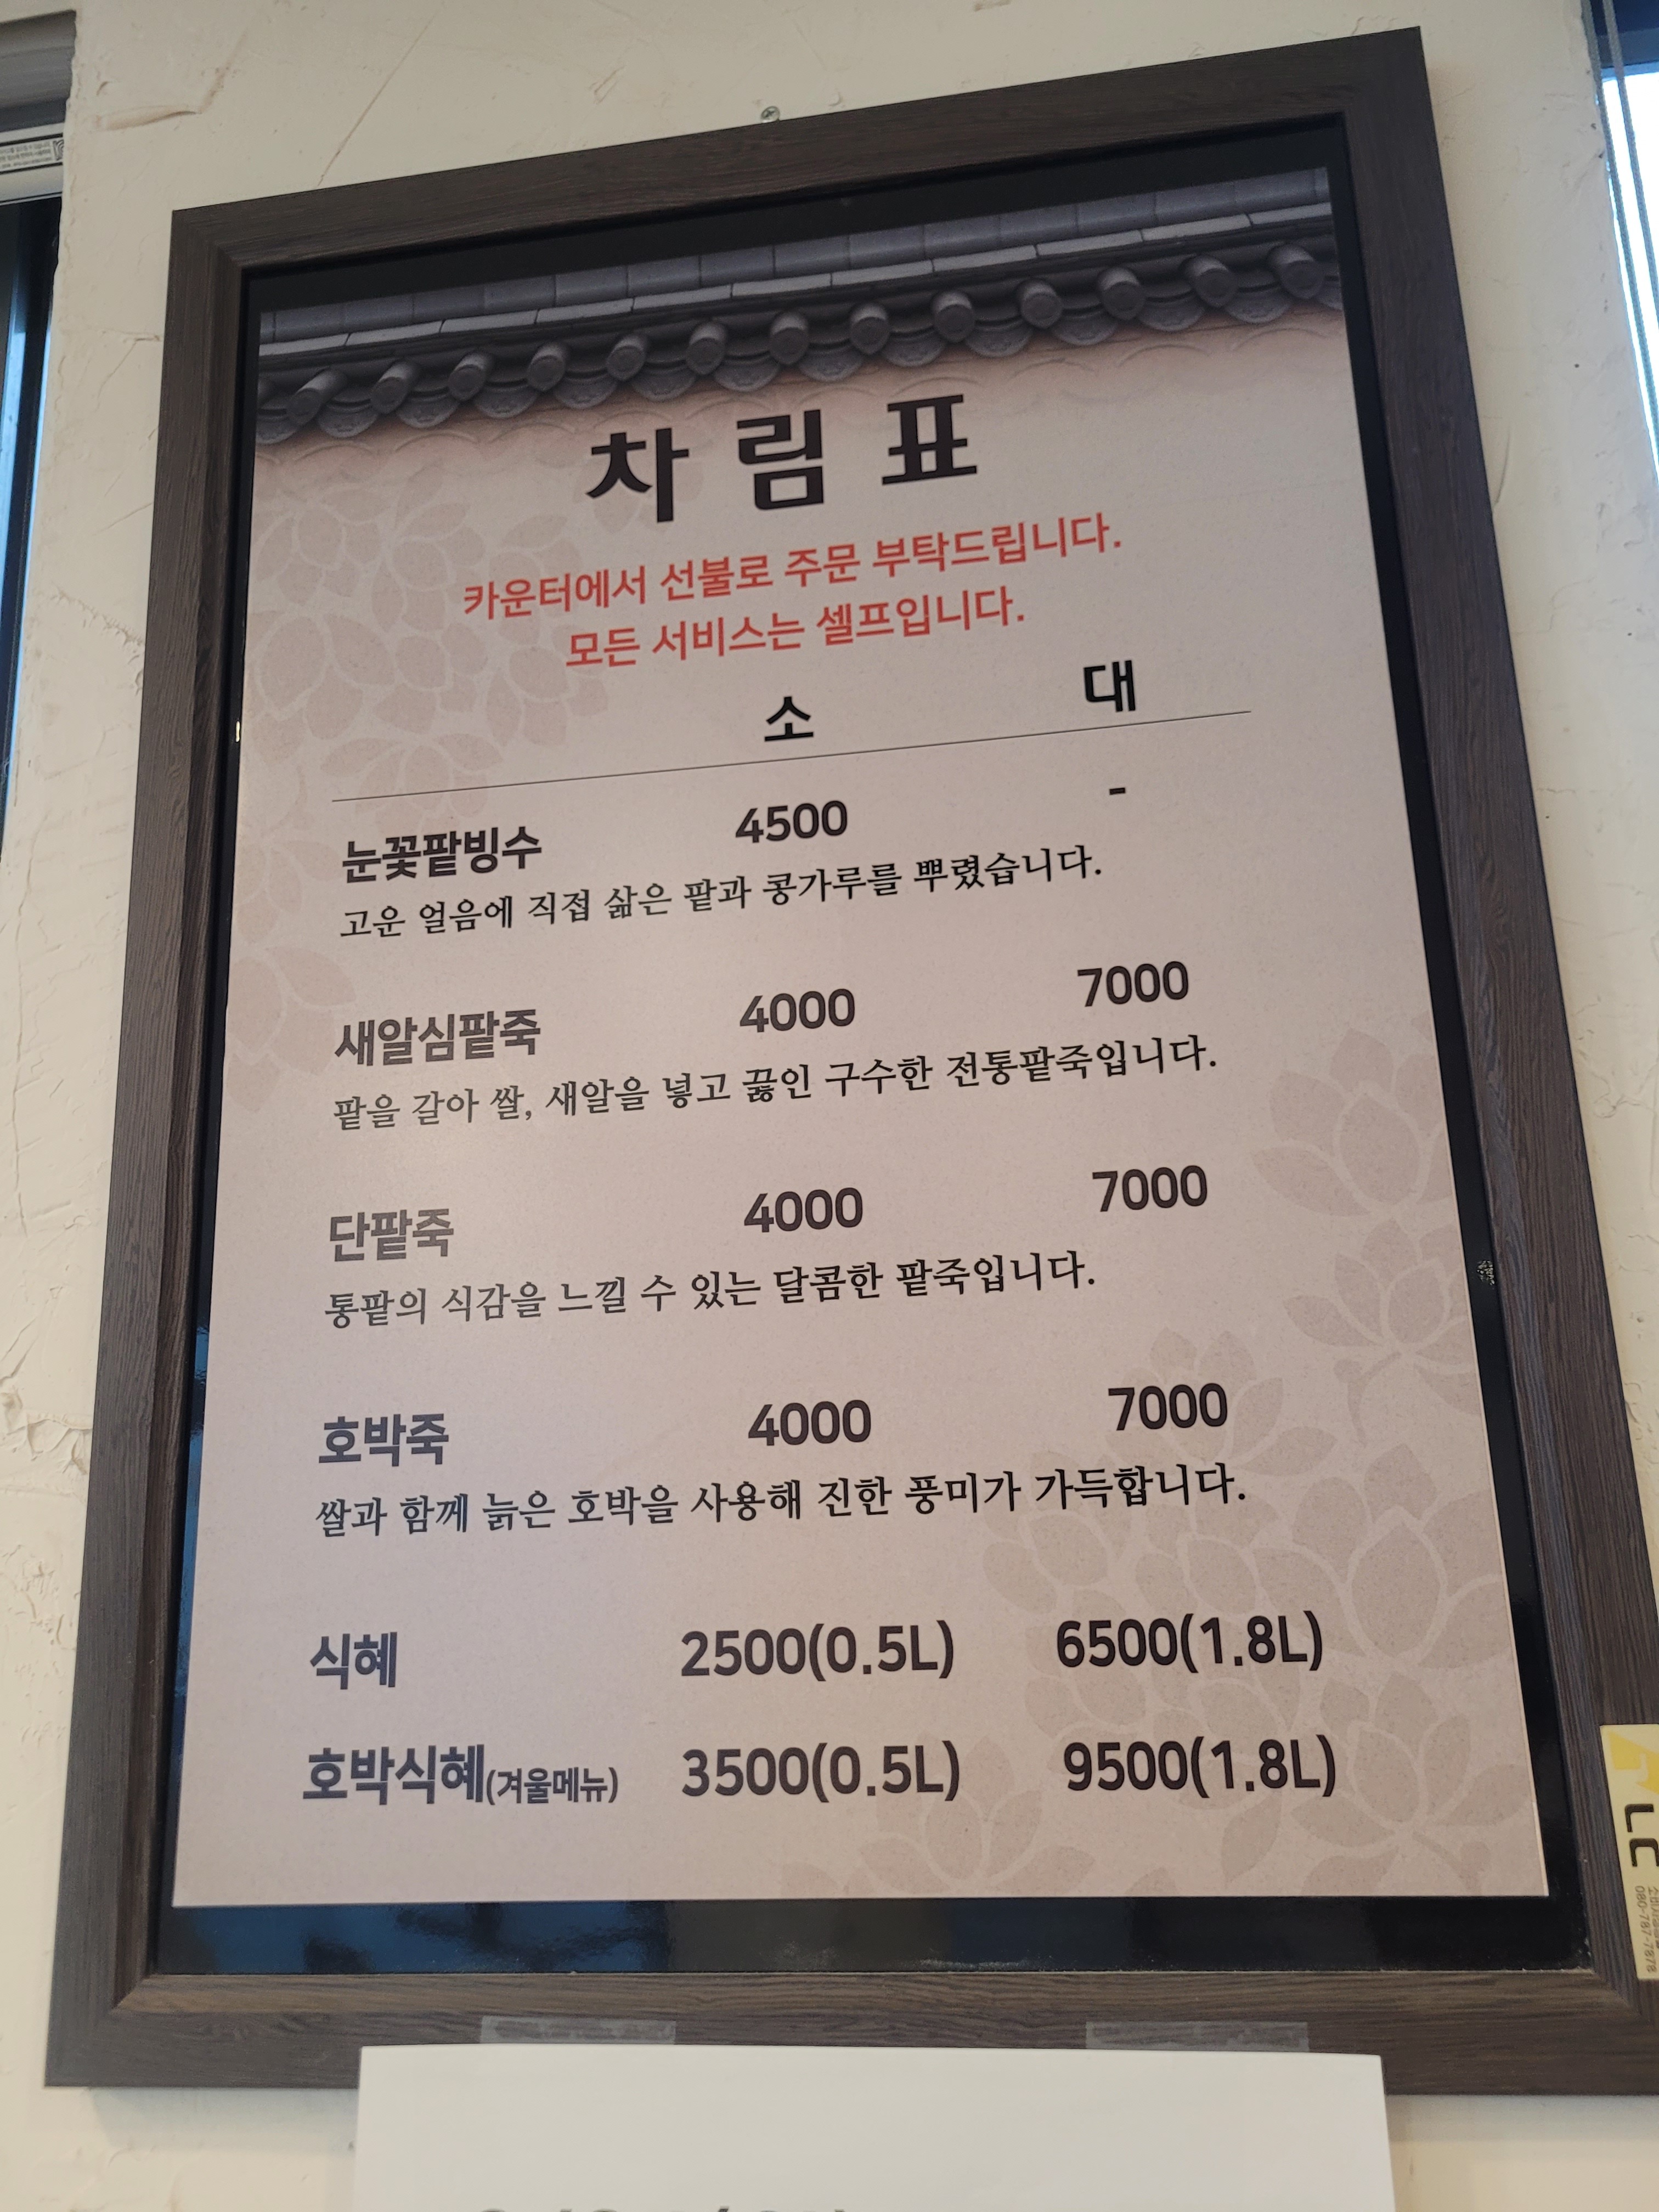 차림표
카운터에서 선불로 주문 부탁드립니다.
모든 서비스는 셀프입니다.
소 대
눈꽃팥빙수 4500 -
고운 얼음에 직접 삶은 팥과 콩가루를 뿌렸습니다.
새알심팥죽 4000 7000
팥을 갈아 쌀, 새알을 넣고 끓인 구수한 전통팥죽입니다.
단팥죽 4000 7000
통팥의 식감을 느낄 수 있는 달콤한 팥죽입니다.
호박죽 4000 7000
쌀과 함께 늙은 호박을 사용해 진한 풍미가 가득합니다.
식혜 2500(0.5L) 6500(1.8L)
호박식혜(겨울메뉴) 3500(0.5L) 9500(1.8L)
080-787-7878